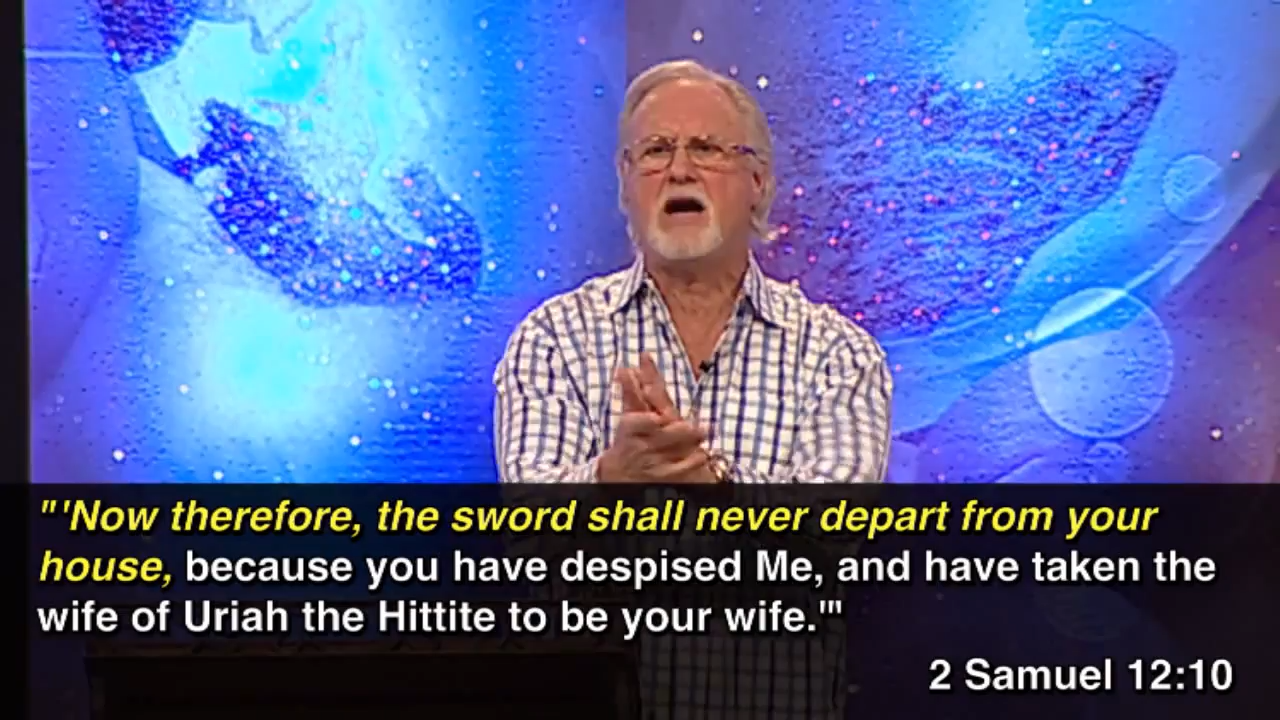 "'Now therefore, the sword shall never depart from your
house, because you have despised Me, and have taken the
wife of Uriah the Hittite to be your wife.'"
2 Samuel 12:10